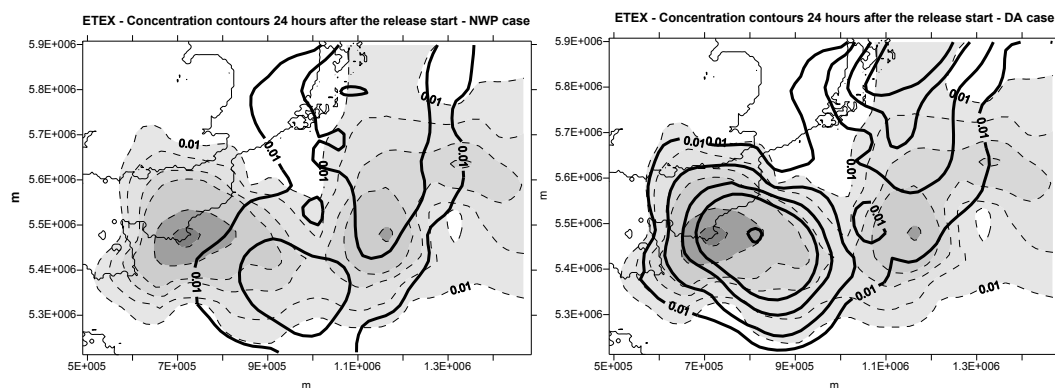 ETEX - Concentration contours 24 hours after the release start - NWP case
5.9E+006
5.8E+006
5.7E+006
5.6E+006
5.5E+006
5.4E+006
5.3E+006
m
0.01
0.01
0.01
0.01
0.01
0.01
0.01
5E+005
7E+005
9E+005
1.1E+006
1.3E+006
m
ETEX - Concentration contours 24 hours after the release start - DA case
5.9E+006
5.8E+006
5.7E+006
5.6E+006
5.5E+006
5.4E+006
5.3E+006
m
0.01
0.01
0.01
0.01
0.01
0.01
0.01
0.01
0.01
5E+005
7E+005
9E+005
1.1E+006
1.3E+006
m